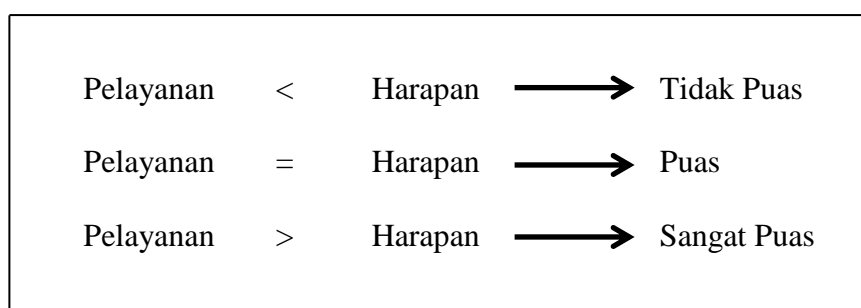 Pelayanan < Harapan Tidak Puas
Pelayanan = Harapan Puas
Pelayanan > Harapan Sangat Puas